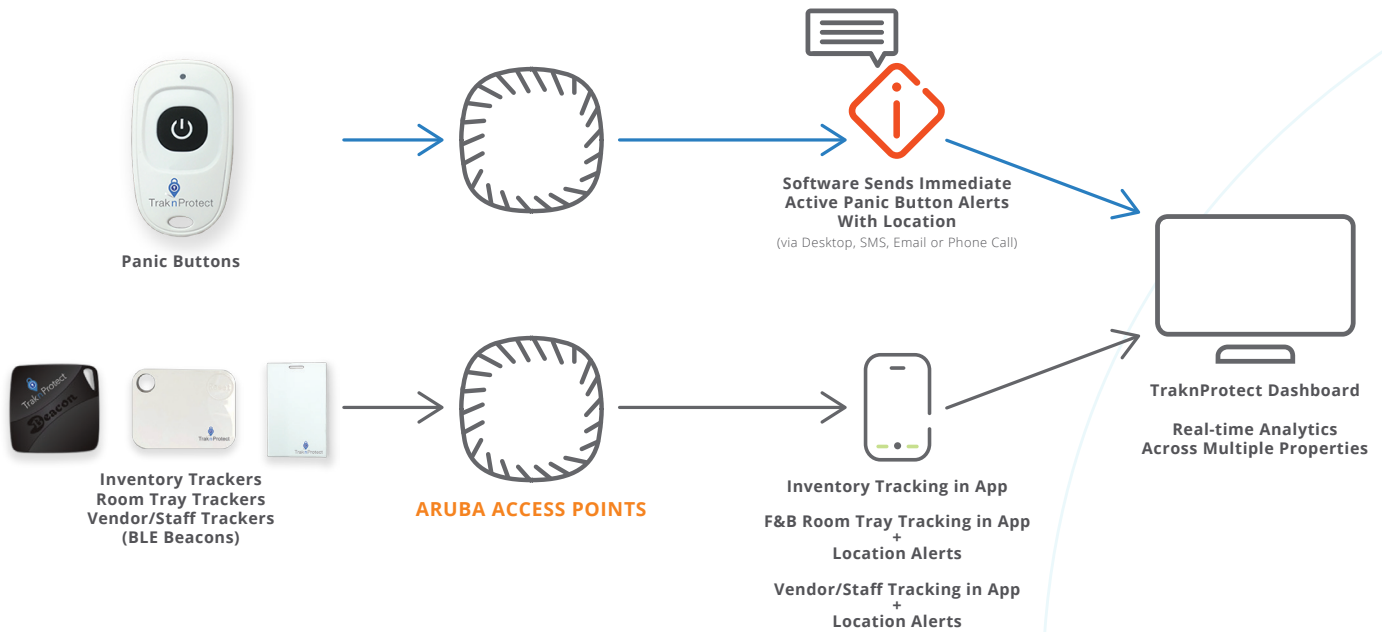 TraknProtect
Panic Buttons
Software Sends Immediate
Active Panic Button Alerts
With Location
(via Desktop, SMS, Email or Phone Call)
TraknProtect
Beacon
TraknProtect
TraknProtect
Inventory Trackers
Room Tray Trackers
Vendor/Staff Trackers
(BLE Beacons)
ARUBA ACCESS POINTS
Inventory Tracking in App
F&B Room Tray Tracking in App
+
Location Alerts
Vendor/Staff Tracking in App
+
Location Alerts
TraknProtect Dashboard
Real-time Analytics
Across Multiple Properties